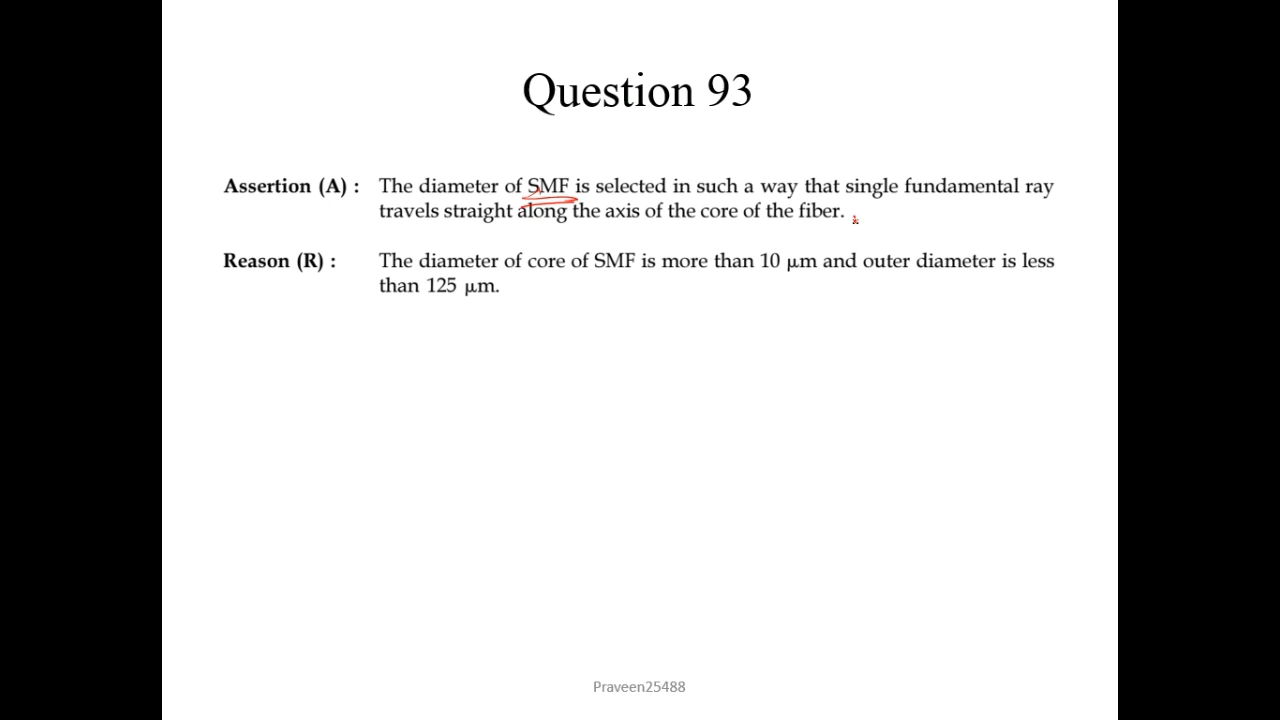 Question 93
Assertion (A) : The diameter of SMF is selected in such a way that single fundamental ray
travels straight along the axis of the core of the fiber.
Reason (R) : The diameter of core of SMF is more than 10 μm and outer diameter is less
than 125 μm.
Praveen25488